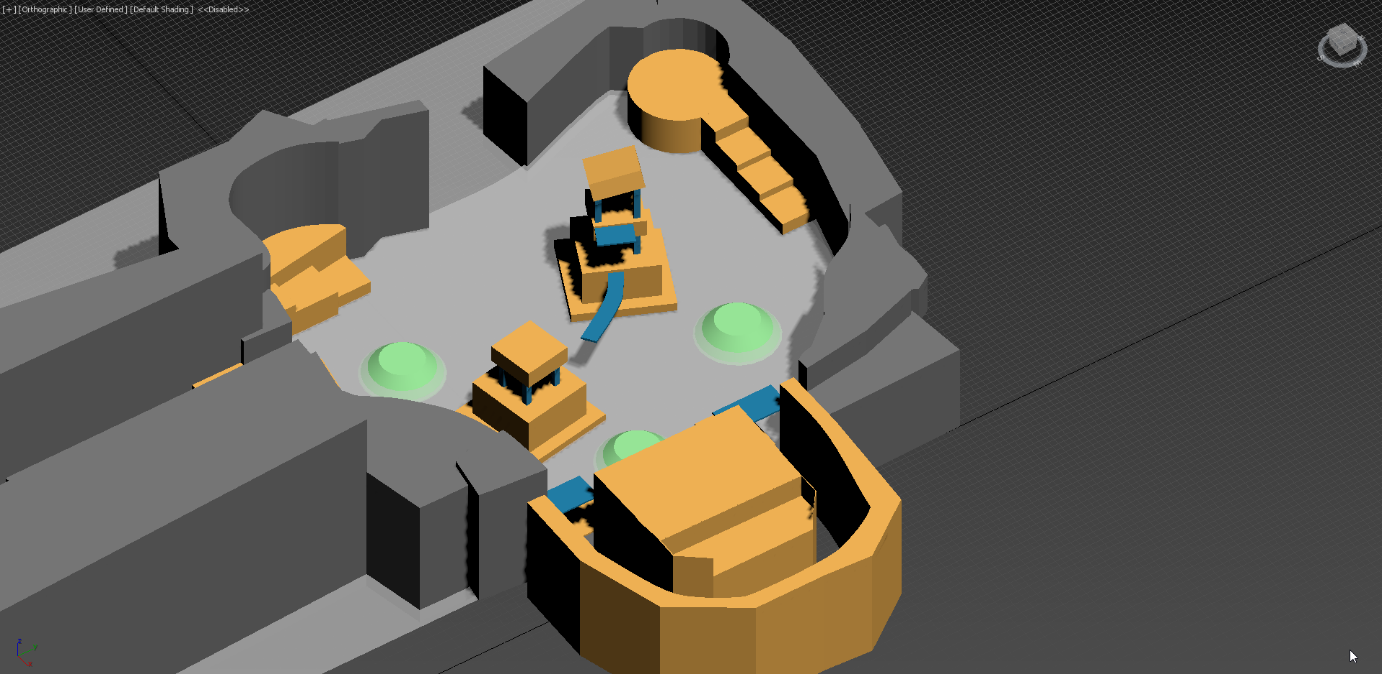 [+] [Orthographic] [User Defined] [Default Shading] <<Disabled>>